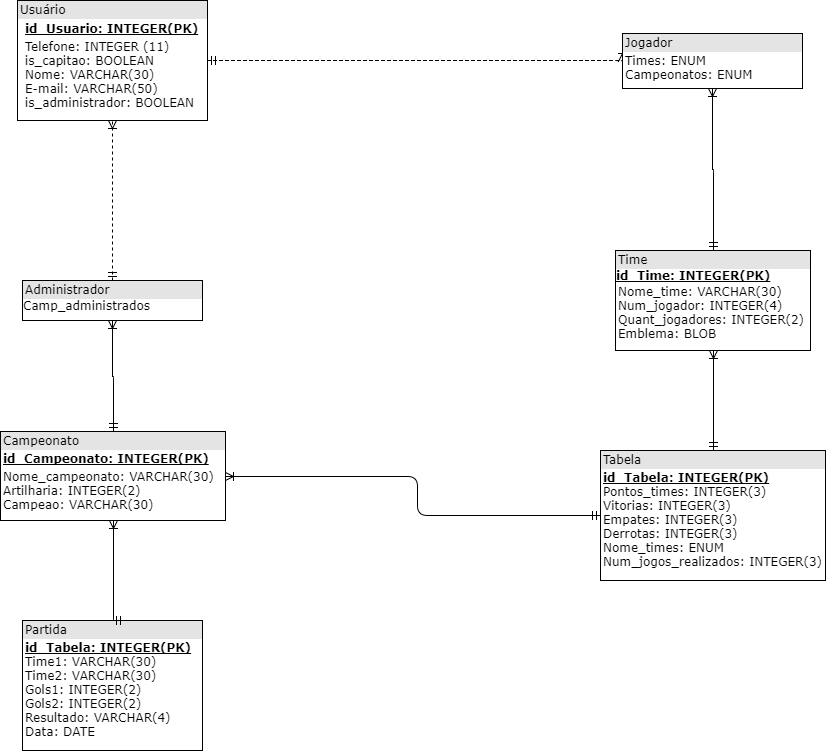 Usuário
id_Usuario: INTEGER(PK)
Telefone: INTEGER (11)
is_capitao: BOOLEAN
Nome: VARCHAR(30)
E-mail: VARCHAR(50)
is_administrador: BOOLEAN
Jogador
Times: ENUM
Campeonatos: ENUM
Administrador
Camp_administrados
Time
id_Time: INTEGER(PK)
Nome_time: VARCHAR(30)
Num_jogador: INTEGER(4)
Quant_jogadores: INTEGER(2)
Emblema: BLOB
Campeonato
id_Campeonato: INTEGER(PK)
Nome_campeonato: VARCHAR(30)
Artilharia: INTEGER(2)
Campeao: VARCHAR(30)
Tabela
id_Tabela: INTEGER(PK)
Pontos_times: INTEGER(3)
Vitorias: INTEGER(3)
Empates: INTEGER(3)
Derrotas: INTEGER(3)
Nome_times: ENUM
Num_jogos_realizados: INTEGER(3)
Partida
id_Tabela: INTEGER(PK)
Time1: VARCHAR(30)
Time2: VARCHAR(30)
Gols1: INTEGER(2)
Gols2: INTEGER(2)
Resultado: VARCHAR(4)
Data: DATE